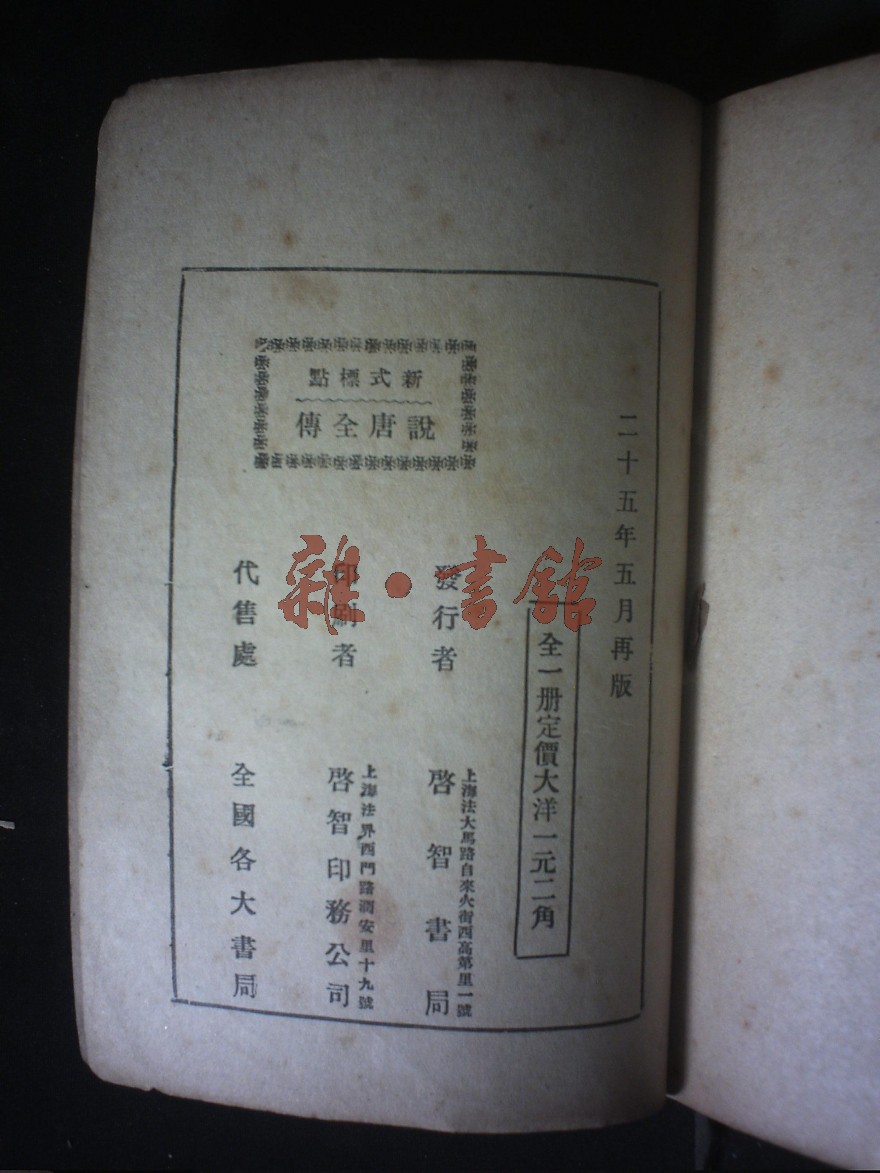 二十五年五月再版
全一册定價大洋一元二角
新式標點
說唐全傳
發行者
上海法大馬路自來火街西高第里一號
啓智書局
印刷者
上海法界西門路潤安里十九號
啓智印務公司
代售處
全國各大書局
雜·書館